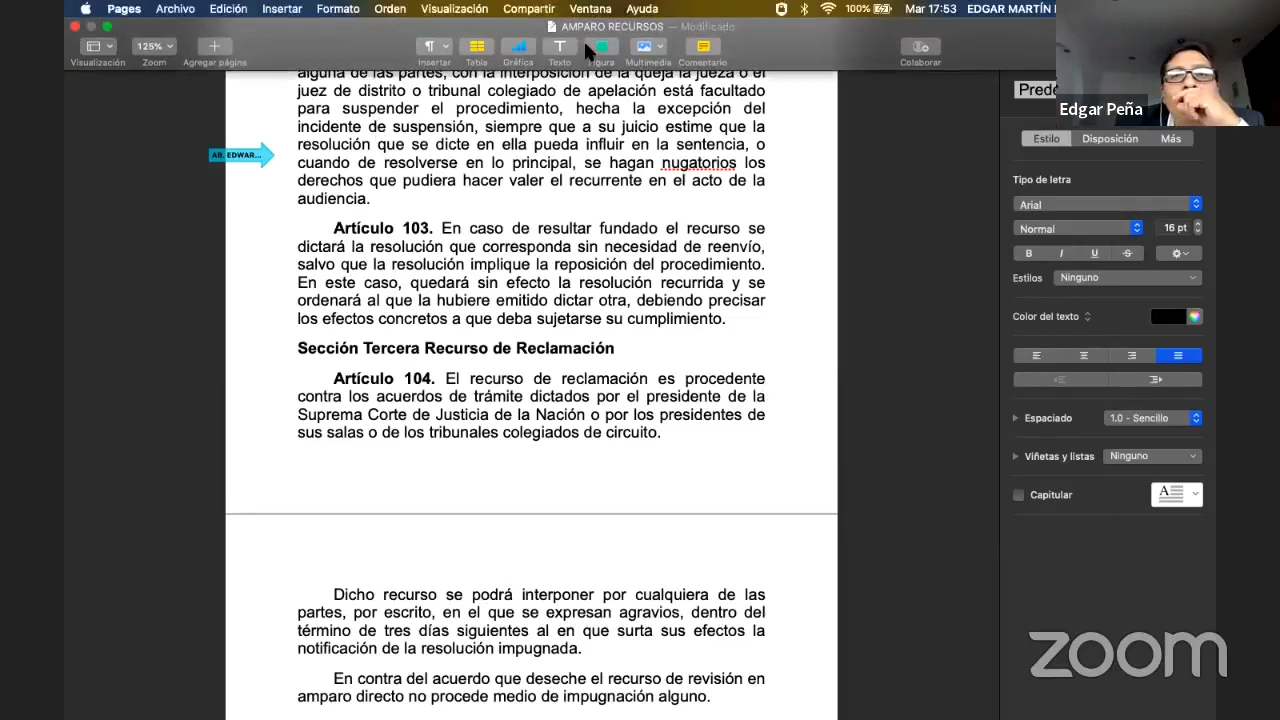 Pages Archivo Edición Insertar Formato Orden Visualización Compartir Ventana Ayuda 100% Mar 17:53 EDGAR MARTÍN
AMPARO RECURSOS — Modificado
125%
Visualización Zoom Agregar página Insertar Tabla Gráfica Texto Figura Multimedia Comentario Colaborar
alguna de las partes, con la interposición de la queja la jueza o el
juez de distrito o tribunal colegiado de apelación está facultado
para suspender el procedimiento, hecha la excepción del
incidente de suspensión, siempre que a su juicio estime que la
resolución que se dicte en ella pueda influir en la sentencia, o
cuando de resolverse en lo principal, se hagan nugatorios los
derechos que pudiera hacer valer el recurrente en el acto de la
audiencia.
AB. EDWAR...
Artículo 103. En caso de resultar fundado el recurso se
dictará la resolución que corresponda sin necesidad de reenvío,
salvo que la resolución implique la reposición del procedimiento.
En este caso, quedará sin efecto la resolución recurrida y se
ordenará al que la hubiere emitido dictar otra, debiendo precisar
los efectos concretos a que deba sujetarse su cumplimiento.
Sección Tercera Recurso de Reclamación
Artículo 104. El recurso de reclamación es procedente
contra los acuerdos de trámite dictados por el presidente de la
Suprema Corte de Justicia de la Nación o por los presidentes de
sus salas o de los tribunales colegiados de circuito.
Dicho recurso se podrá interponer por cualquiera de las
partes, por escrito, en el que se expresan agravios, dentro del
término de tres días siguientes al en que surta sus efectos la
notificación de la resolución impugnada.
En contra del acuerdo que deseche el recurso de revisión en
amparo directo no procede medio de impugnación alguno.
Prede
Edgar Peña
Estilo Disposición Más
Tipo de letra
Arial
Normal 16 pt
B I U S
Estilos Ninguno
Color del texto
Espaciado 1.0 - Sencillo
Viñetas y listas Ninguno
Capitular A
zoom